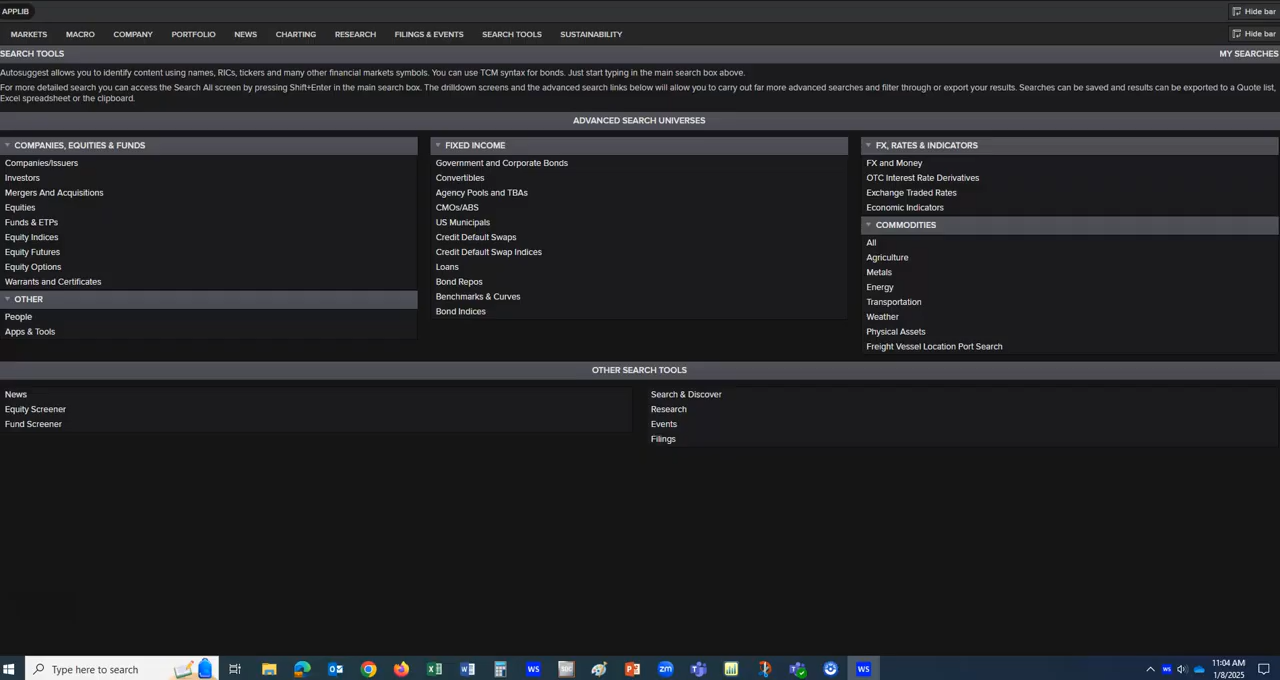 APPLIB
Hide bar
MARKETS MACRO COMPANY PORTFOLIO NEWS CHARTING RESEARCH FILINGS & EVENTS SEARCH TOOLS SUSTAINABILITY
Hide bar
SEARCH TOOLS
MY SEARCHES
Autosuggest allows you to identify content using names, RICs, tickers and many other financial markets symbols. You can use TCM syntax for bonds. Just start typing in the main search box above.
For more detailed search you can access the Search All screen by pressing Shift+Enter in the main search box. The drilldown screens and the advanced search links below will allow you to carry out far more advanced searches and filter through or export your results. Searches can be saved and results can be exported to a Quote list,
Excel spreadsheet or the clipboard.
ADVANCED SEARCH UNIVERSES
COMPANIES, EQUITIES & FUNDS
Companies/Issuers
Investors
Mergers And Acquisitions
Equities
Funds & ETPs
Equity Indices
Equity Futures
Equity Options
Warrants and Certificates
OTHER
People
Apps & Tools
FIXED INCOME
Government and Corporate Bonds
Convertibles
Agency Pools and TBAs
CMOs/ABS
US Municipals
Credit Default Swaps
Credit Default Swap Indices
Loans
Bond Repos
Benchmarks & Curves
Bond Indices
FX, RATES & INDICATORS
FX and Money
OTC Interest Rate Derivatives
Exchange Traded Rates
Economic Indicators
COMMODITIES
All
Agriculture
Metals
Energy
Transportation
Weather
Physical Assets
Freight Vessel Location Port Search
OTHER SEARCH TOOLS
News
Equity Screener
Fund Screener
Search & Discover
Research
Events
Filings
Type here to search
WS
zm
WS
WS
11:04 AM
1/8/2025